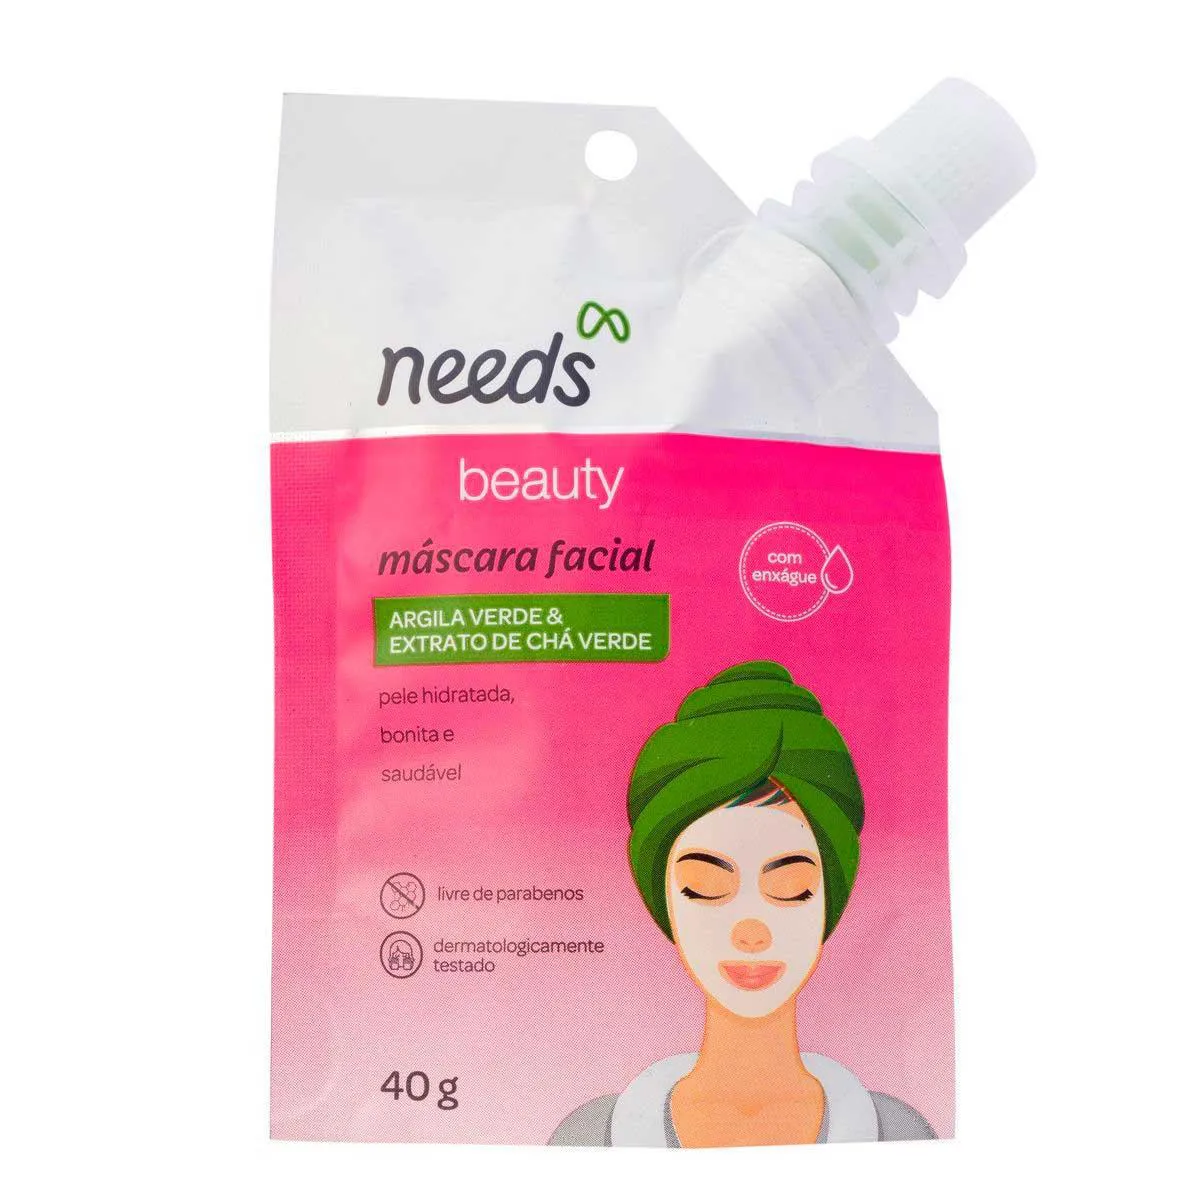 needs
beauty
máscara facial
com
enxágue
ARGILA VERDE &
EXTRATO DE CHÁ VERDE
pele hidratada,
bonita e
saudável
livre de parabenos
dermatologicamente
testado
40 g